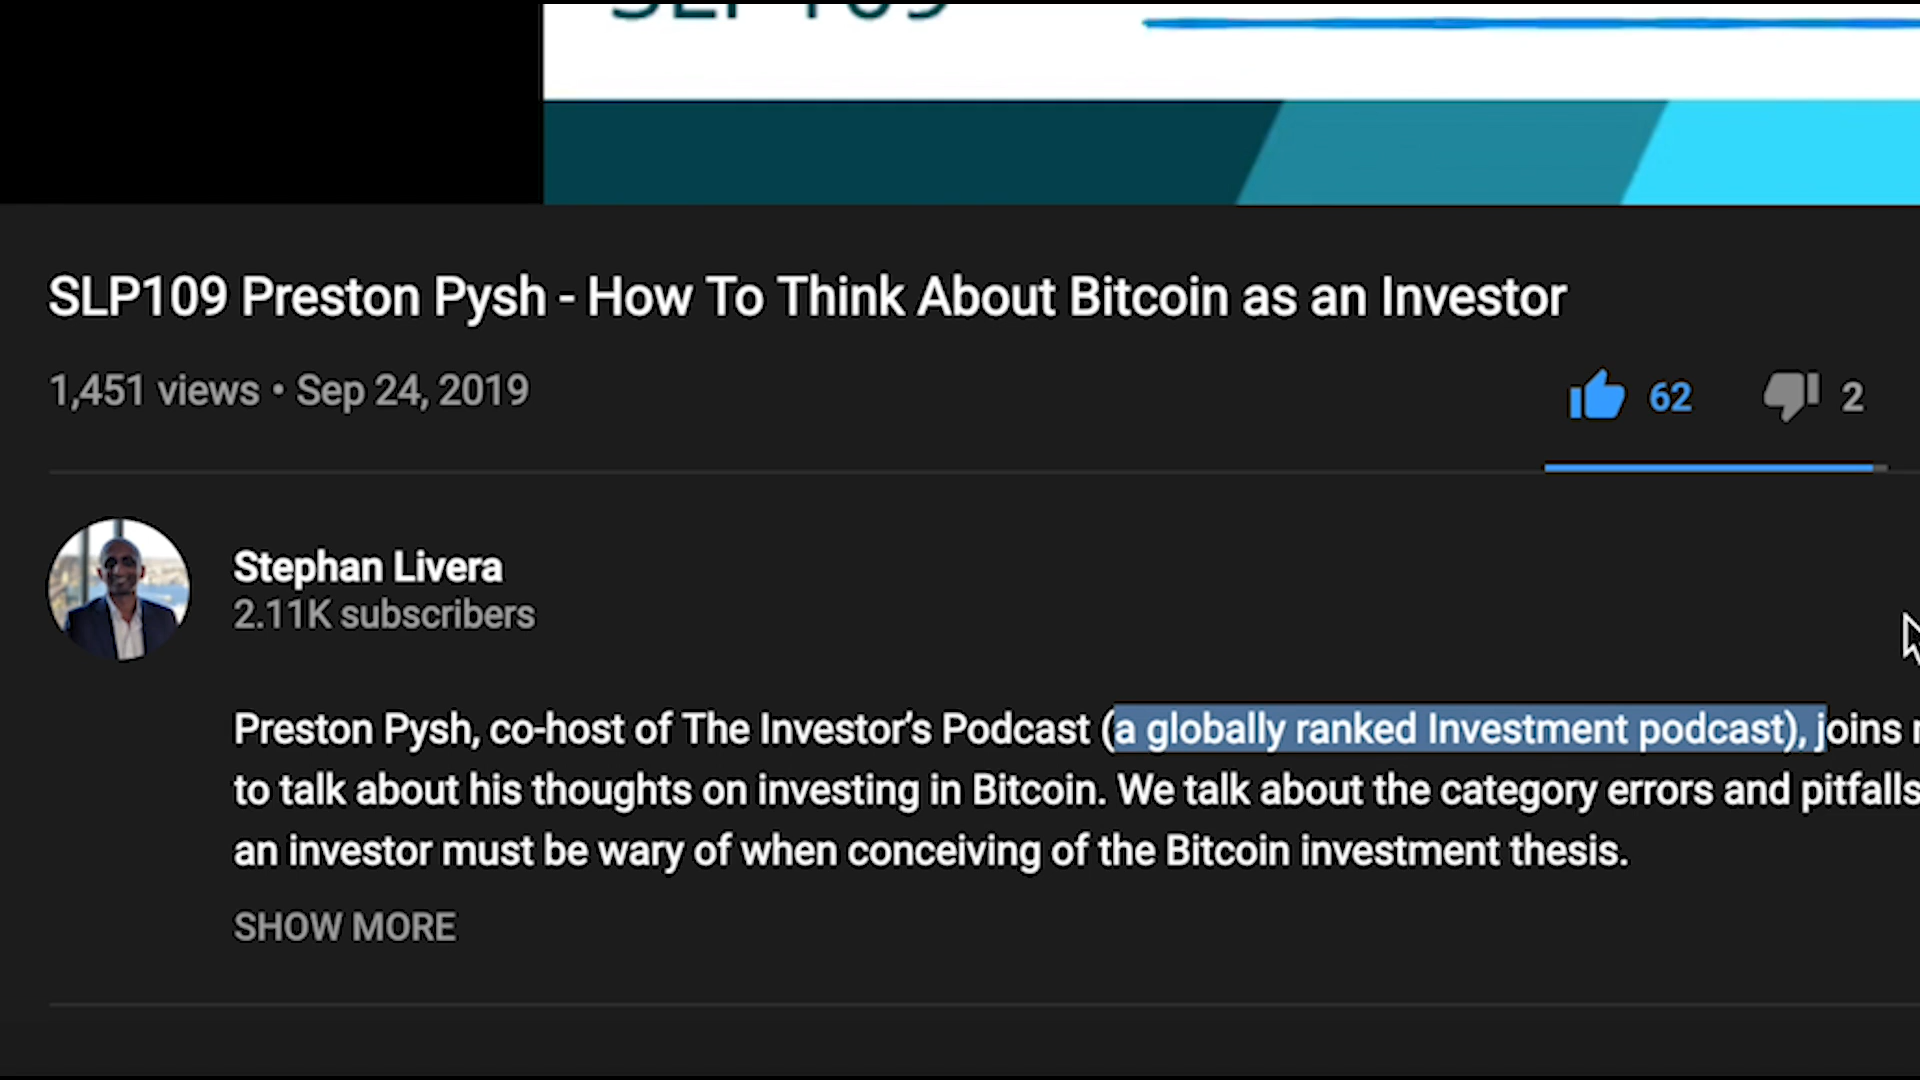 SLP109
SLP109 Preston Pysh - How To Think About Bitcoin as an Investor
1,451 views • Sep 24, 2019
62
2
Stephan Livera
2.11K subscribers
Preston Pysh, co-host of The Investor’s Podcast (a globally ranked Investment podcast), joins
to talk about his thoughts on investing in Bitcoin. We talk about the category errors and pitfalls
an investor must be wary of when conceiving of the Bitcoin investment thesis.
SHOW MORE